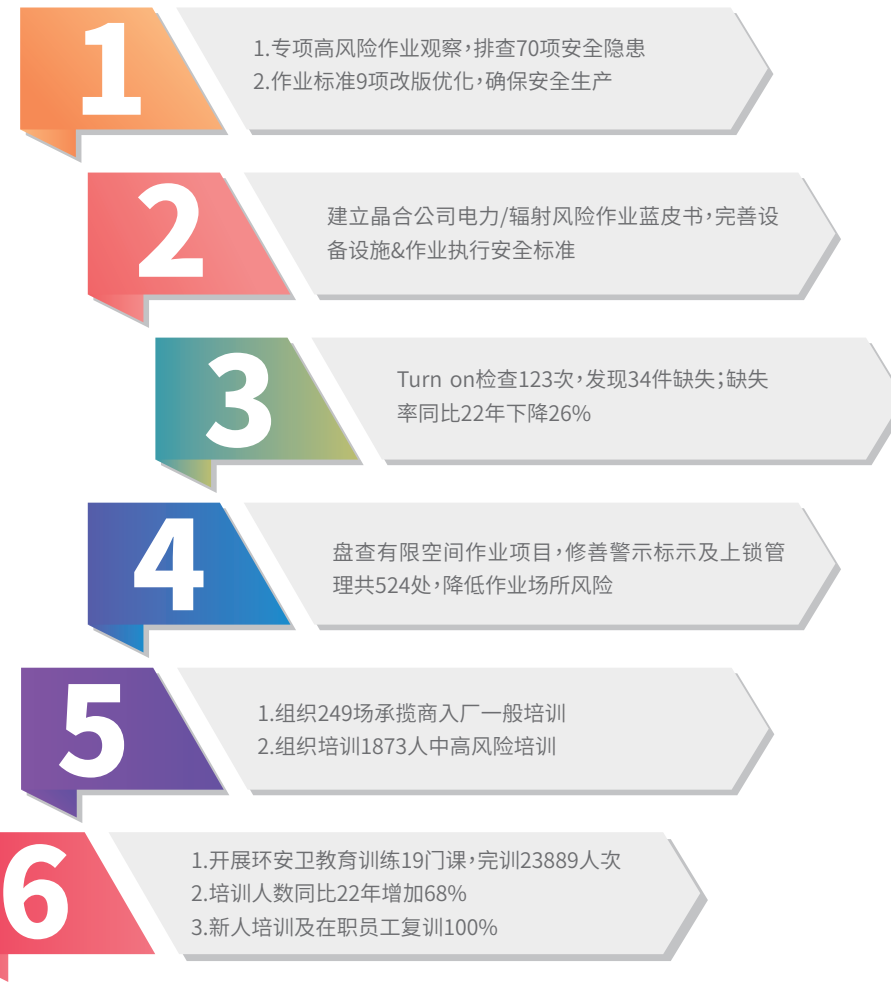 1
1.专项高风险作业观察,排查70项安全隐患
2.作业标准9项改版优化,确保安全生产
2
建立晶合公司电力/辐射风险作业蓝皮书,完善设
备设施&作业执行安全标准
3
Turn on检查123次,发现34件缺失;缺失
率同比22年下降26%
4
盘查有限空间作业项目,修善警示标示及上锁管
理共524处,降低作业场所风险
5
1.组织249场承揽商入厂一般培训
2.组织培训1873人中高风险培训
6
1.开展环安卫教育训练19门课,完训23889人次
2.培训人数同比22年增加68%
3.新人培训及在职员工复训100%